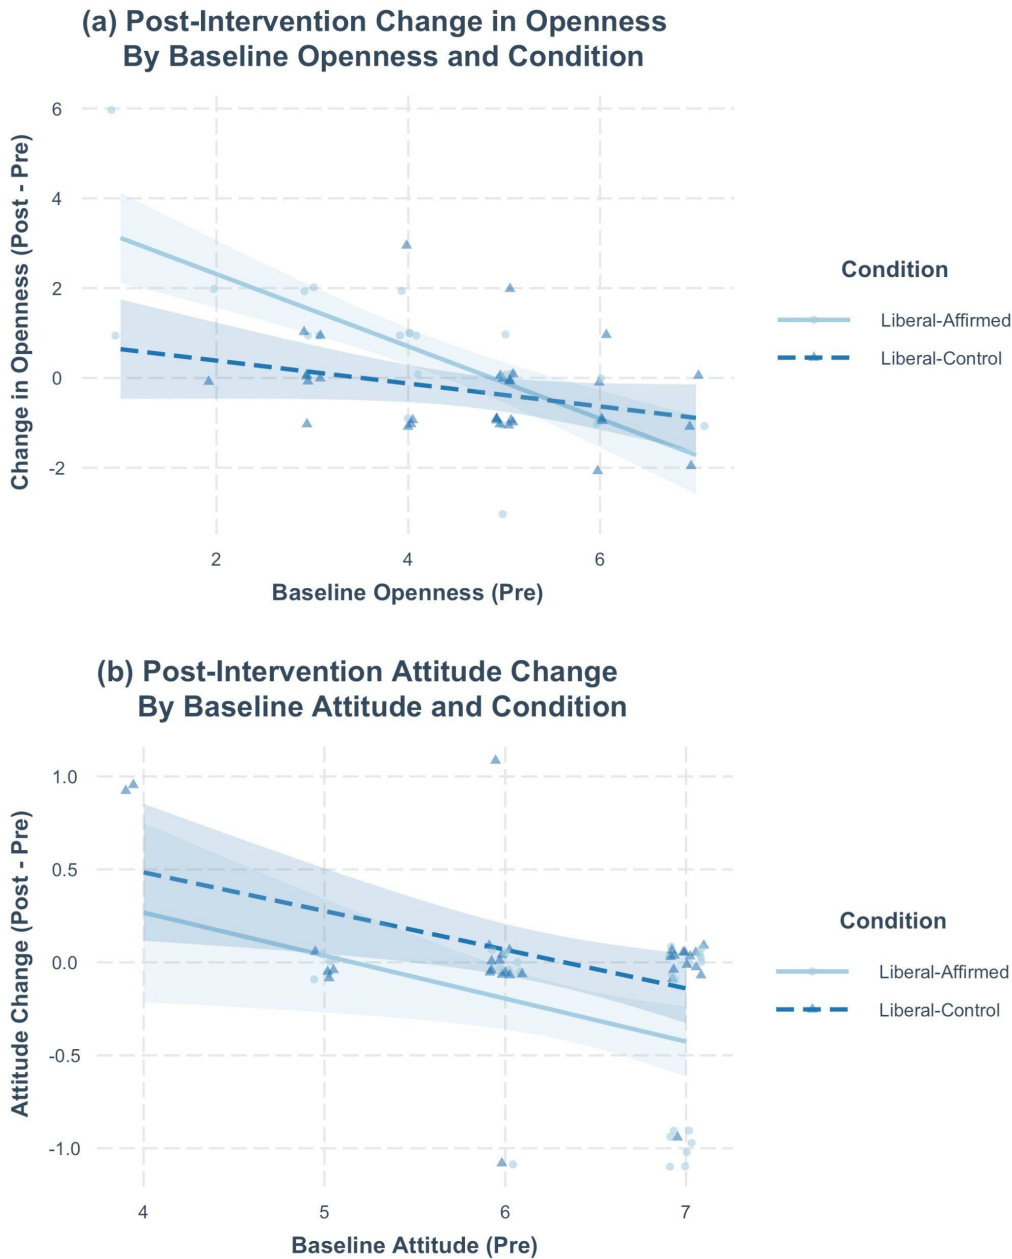 (a) Post-Intervention Change in Openness
By Baseline Openness and Condition
Change in Openness (Post - Pre)
6
4
2
0
-2
2
4
6
Baseline Openness (Pre)
Condition
Liberal-Affirmed
Liberal-Control
(b) Post-Intervention Attitude Change
By Baseline Attitude and Condition
Attitude Change (Post - Pre)
1.0
0.5
0.0
-0.5
-1.0
4
5
6
7
Baseline Attitude (Pre)
Condition
Liberal-Affirmed
Liberal-Control